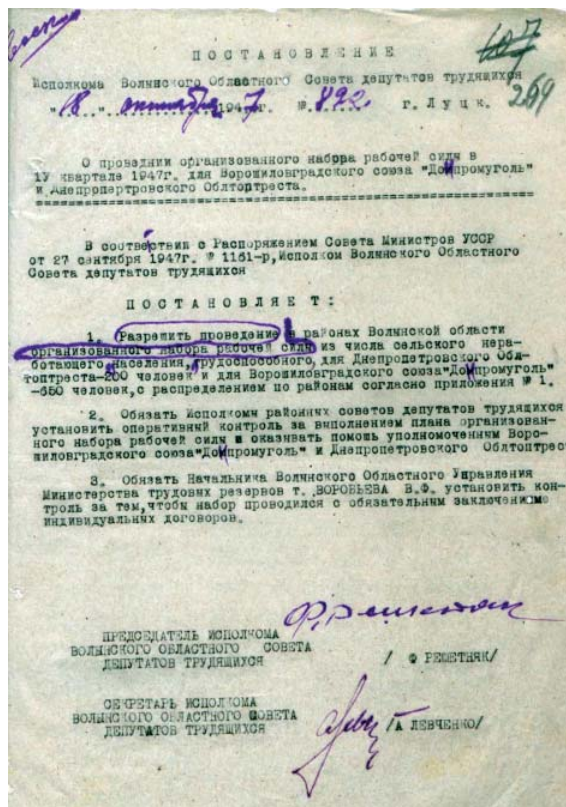 107
269
ПОСТАНОВЛЕНИЕ
Исполкома Волынского Областного Совета депутатов трудящихся
"18." октября 1947г. №.892. г. Луцк.
О проведнии организованного набора рабочей силы в
IУ квартале 1947г. для Ворошиловградского союза "Донпромуголь"
и Днепропертровского Облтоптреста.
В соответствии с Распоряжением Совета Министров УССР
от 27 сентября 1947г. № 1161-р, Исполком Волынского Областного
Совета депутатов трудящихся
ПОСТАНОВЛЯЕТ:
1. Разрешить проведение в районах Волынской области
организованного набора рабочей силы из числа сельского нера-
ботающего населения, трудоспособного, для Днепропетровского Обл-
топтреста-200 человек и для Ворошиловградского союза"Донпромуголь"
-650 человек, с распределением по районам согласно приложения № 1.
2. Обязать Исполкомы районных советов депутатов трудящихся
установить оперативный контроль за выполнением плана организован-
ного набора рабочей силы и оказывать помощь уполномоченным Воро-
шиловградского союза"Донпромуголь" и Днепропетровского Облтоптрест
3. Обязать Начальника Волынского Областного Управления
Министерства трудовых резервов т. ВОРОБЬЕВА В.Ф. установить кон-
троль за тем, чтобы набор проводился с обязательным заключением
индивидуальных договоров.
ПРЕДСЕДАТЕЛЬ ИСПОЛКОМА
ВОЛЫНСКОГО ОБЛАСТНОГО СОВЕТА
ДЕПУТАТОВ ТРУДЯЩИХСЯ / Ф РЕШЕТНЯК/
СЕКРЕТАРЬ ИСПОЛКОМА
ВОЛЫНСКОГО ОБЛАСТНОГО СОВЕТА
ДЕПУТАТОВ ТРУДЯЩИХСЯ /А ЛЕВЧЕНКО/